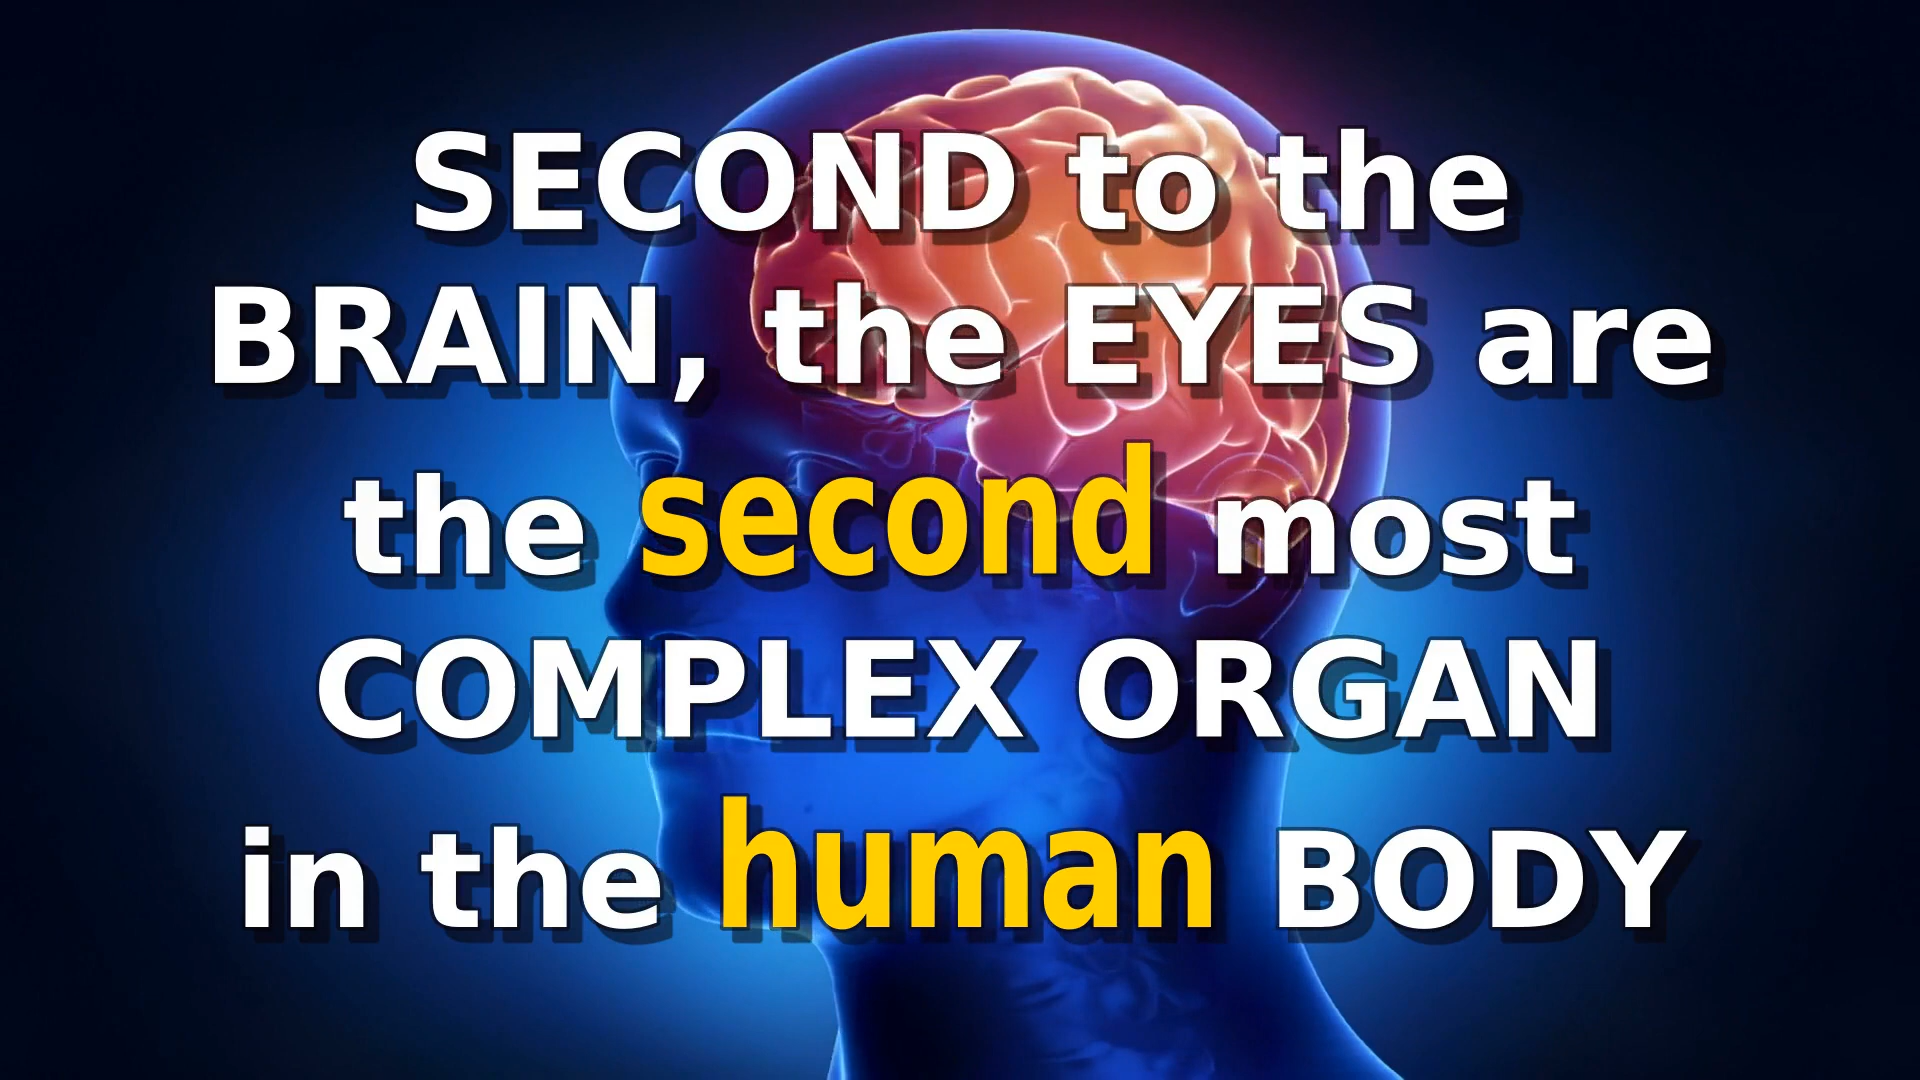 SECOND to the
BRAIN, the EYES are
the second most
COMPLEX ORGAN
in the human BODY